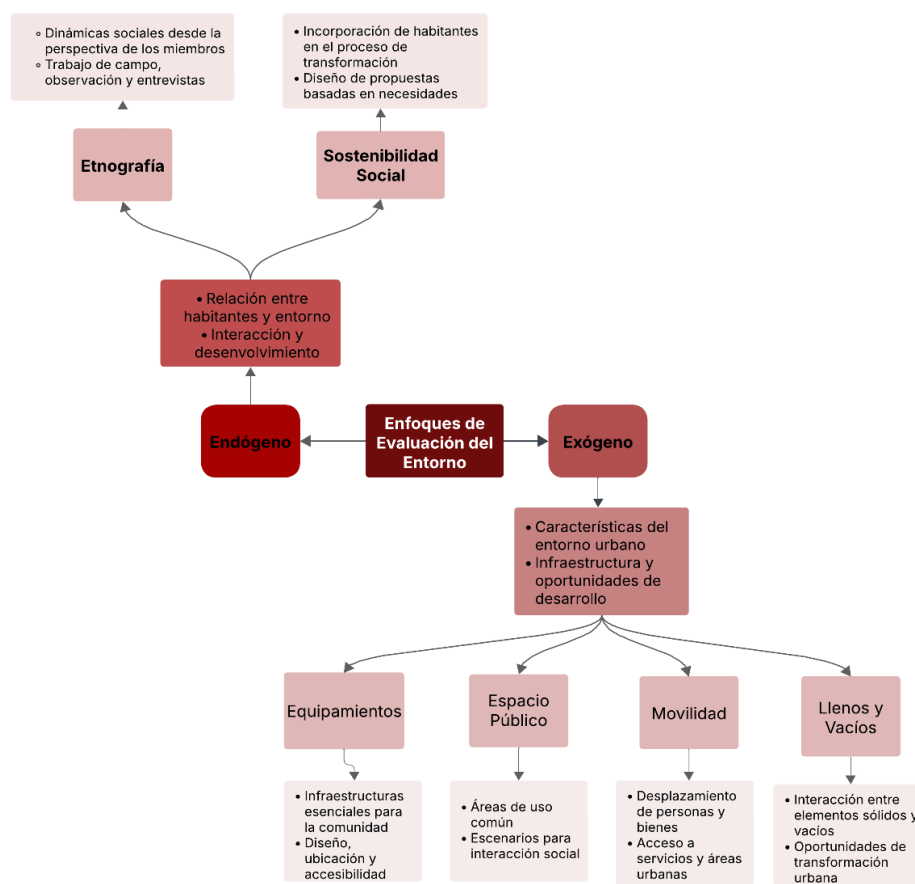 Dinámicas sociales desde la
perspectiva de los miembros
Trabajo de campo,
observación y entrevistas
Incorporación de habitantes
en el proceso de
transformación
Diseño de propuestas
basadas en necesidades
Etnografía
Sostenibilidad
Social
Relación entre
habitantes y entorno
Interacción y
desenvolvimiento
Endógeno
Enfoques de
Evaluación del
Entorno
Exógeno
Características del
entorno urbano
Infraestructura y
oportunidades de
desarrollo
Equipamientos
Espacio
Público
Movilidad
Llenos y
Vacíos
Infraestructuras
esenciales para
la comunidad
Diseño,
ubicación y
accesibilidad
Áreas de uso
común
Escenarios para
interacción social
Desplazamiento
de personas y
bienes
Acceso a
servicios y áreas
urbanas
Interacción entre
elementos sólidos y
vacíos
Oportunidades de
transformación
urbana